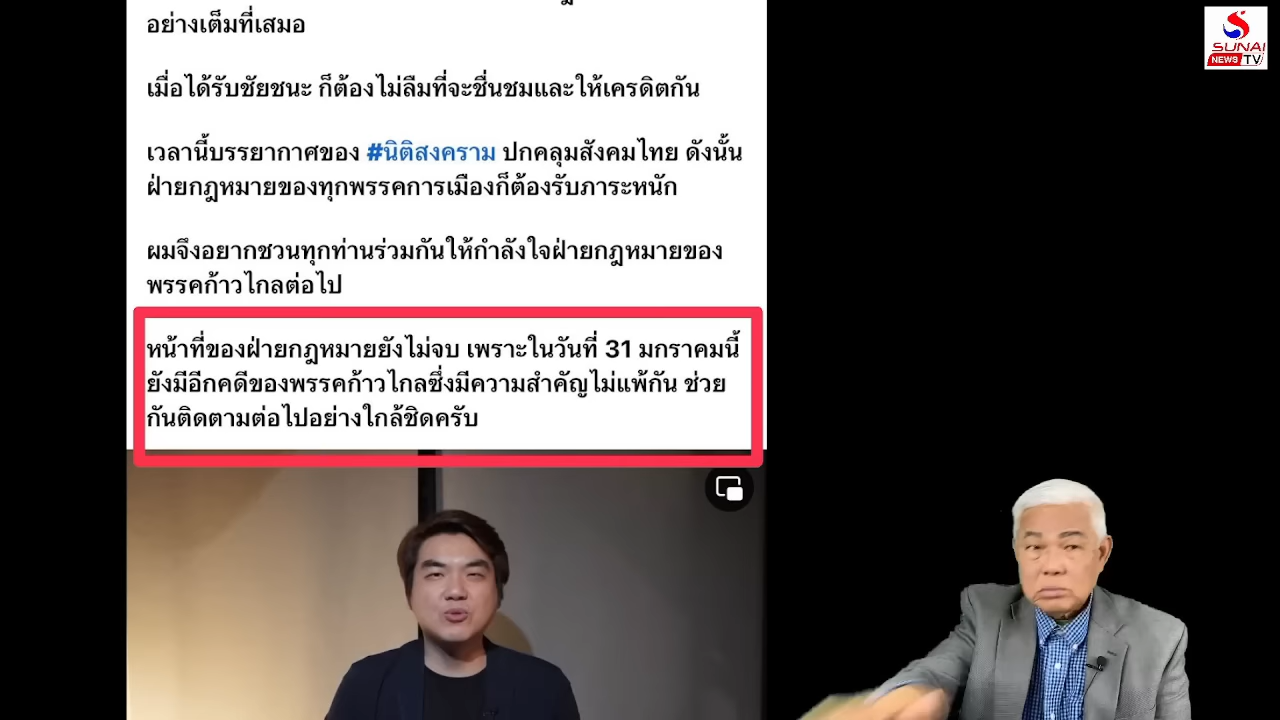 อย่างเต็มที่เสมอ
เมื่อได้รับชัยชนะ ก็ต้องไม่ลืมที่จะชื่นชมและให้เครดิตกัน
เวลานี้บรรยากาศของ #นิติสงคราม ปกคลุมสังคมไทย ดังนั้น
ฝ่ายกฎหมายของทุกพรรคการเมืองก็ต้องรับภาระหนัก
ผมจึงอยากชวนทุกท่านร่วมกันให้กำลังใจฝ่ายกฎหมายของ
พรรคก้าวไกลต่อไป
หน้าที่ของฝ่ายกฎหมายยังไม่จบ เพราะในวันที่ 31 มกราคมนี้
ยังมีอีกคดีของพรรคก้าวไกลซึ่งมีความสำคัญไม่แพ้กัน ช่วย
กันติดตามต่อไปอย่างใกล้ชิดครับ
SUNAI
NEWS TV